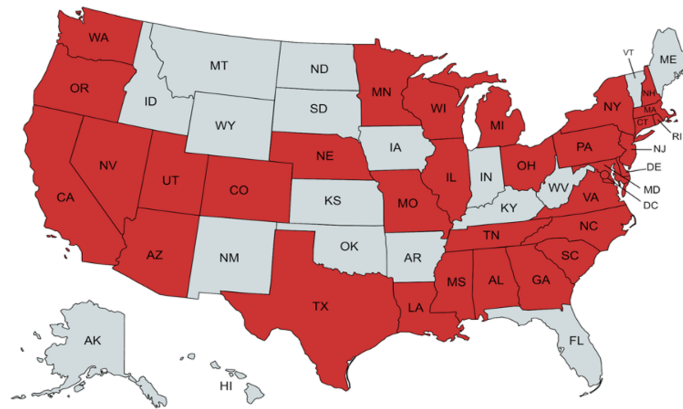 WA
MT
ND
MN
VT
ME
OR
ID
SD
WI
MI
NY
NH
MA
CT
RI
WY
IA
PA
NJ
NV
UT
CO
NE
IL
IN
OH
DE
MD
DC
CA
KS
MO
KY
WV
VA
AZ
NM
OK
AR
TN
NC
SC
TX
LA
MS
AL
GA
FL
AK
HI